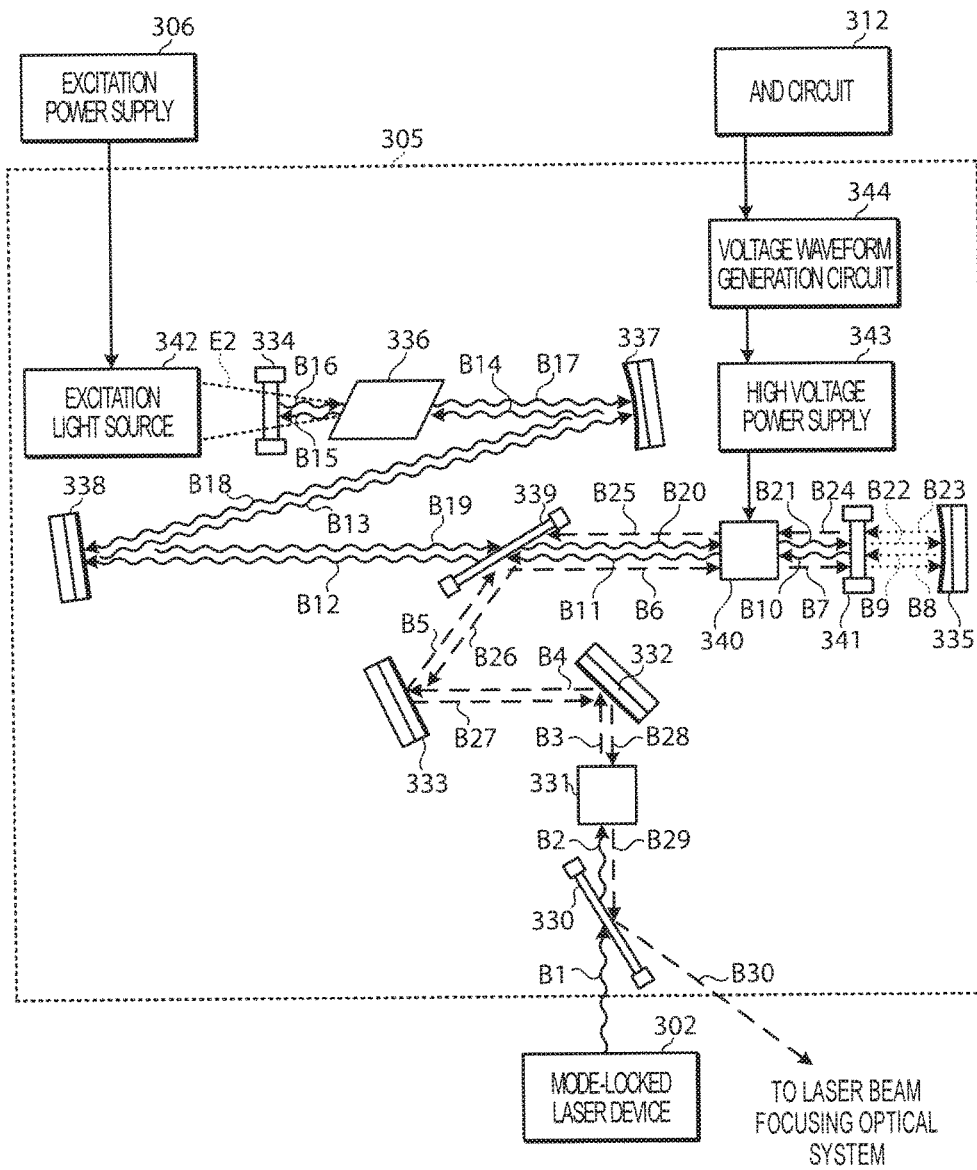 306
EXCITATION
POWER SUPPLY
312
AND CIRCUIT
305
344
VOLTAGE WAVEFORM
GENERATION CIRCUIT
342
E2
334
B16
336
B14
B17
337
343
EXCITATION
LIGHT SOURCE
HIGH VOLTAGE
POWER SUPPLY
B15
338
B18
B13
B19
339
B25
B20
B21
B24
B22
B23
B12
B11
B6
340
B10
B7
341
B9
B8
335
B5
B26
B4
332
333
B27
B3
B28
331
B2
B29
330
B1
B30
302
MODE-LOCKED
LASER DEVICE
TO LASER BEAM
FOCUSING OPTICAL
SYSTEM